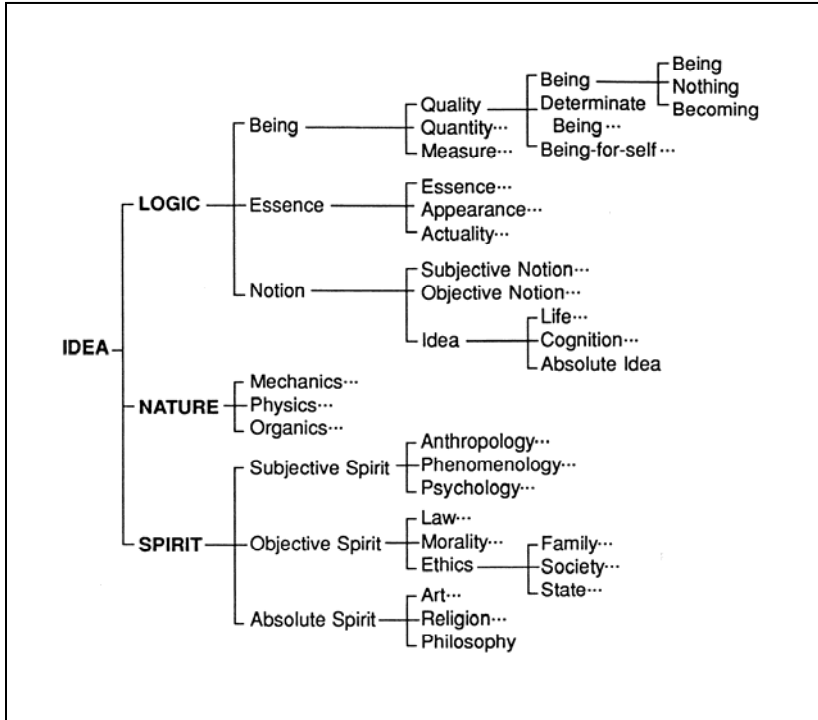 Being
Being
Nothing
Quality
Determinate
Becoming
Being
Quantity···
Being ···
Measure···
Being-for-self ···
Essence···
LOGIC
Essence
Appearance···
Actuality···
Subjective Notion···
Notion
Objective Notion···
Life···
IDEA
Idea
Cognition···
Absolute Idea
Mechanics···
NATURE
Physics···
Organics···
Anthropology···
Subjective Spirit
Phenomenology···
Psychology···
Law···
SPIRIT
Objective Spirit
Morality···
Family···
Ethics
Society···
State···
Art···
Absolute Spirit
Religion···
Philosophy